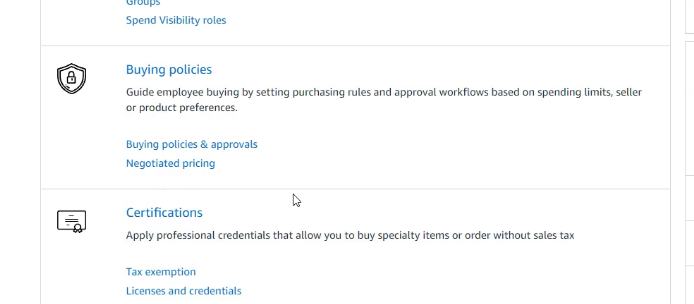 Groups
Spend Visibility roles
Buying policies
Guide employee buying by setting purchasing rules and approval workflows based on spending limits, seller
or product preferences.
Buying policies & approvals
Negotiated pricing
Certifications
Apply professional credentials that allow you to buy specialty items or order without sales tax
Tax exemption
Licenses and credentials